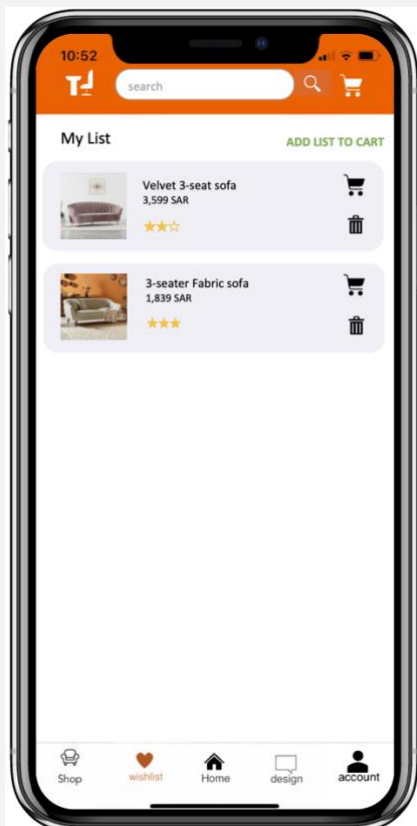 10:52
search
My List
ADD LIST TO CART
Velvet 3-seat sofa
3,599 SAR
3-seater Fabric sofa
1,839 SAR
Shop
wishlist
Home
design
account